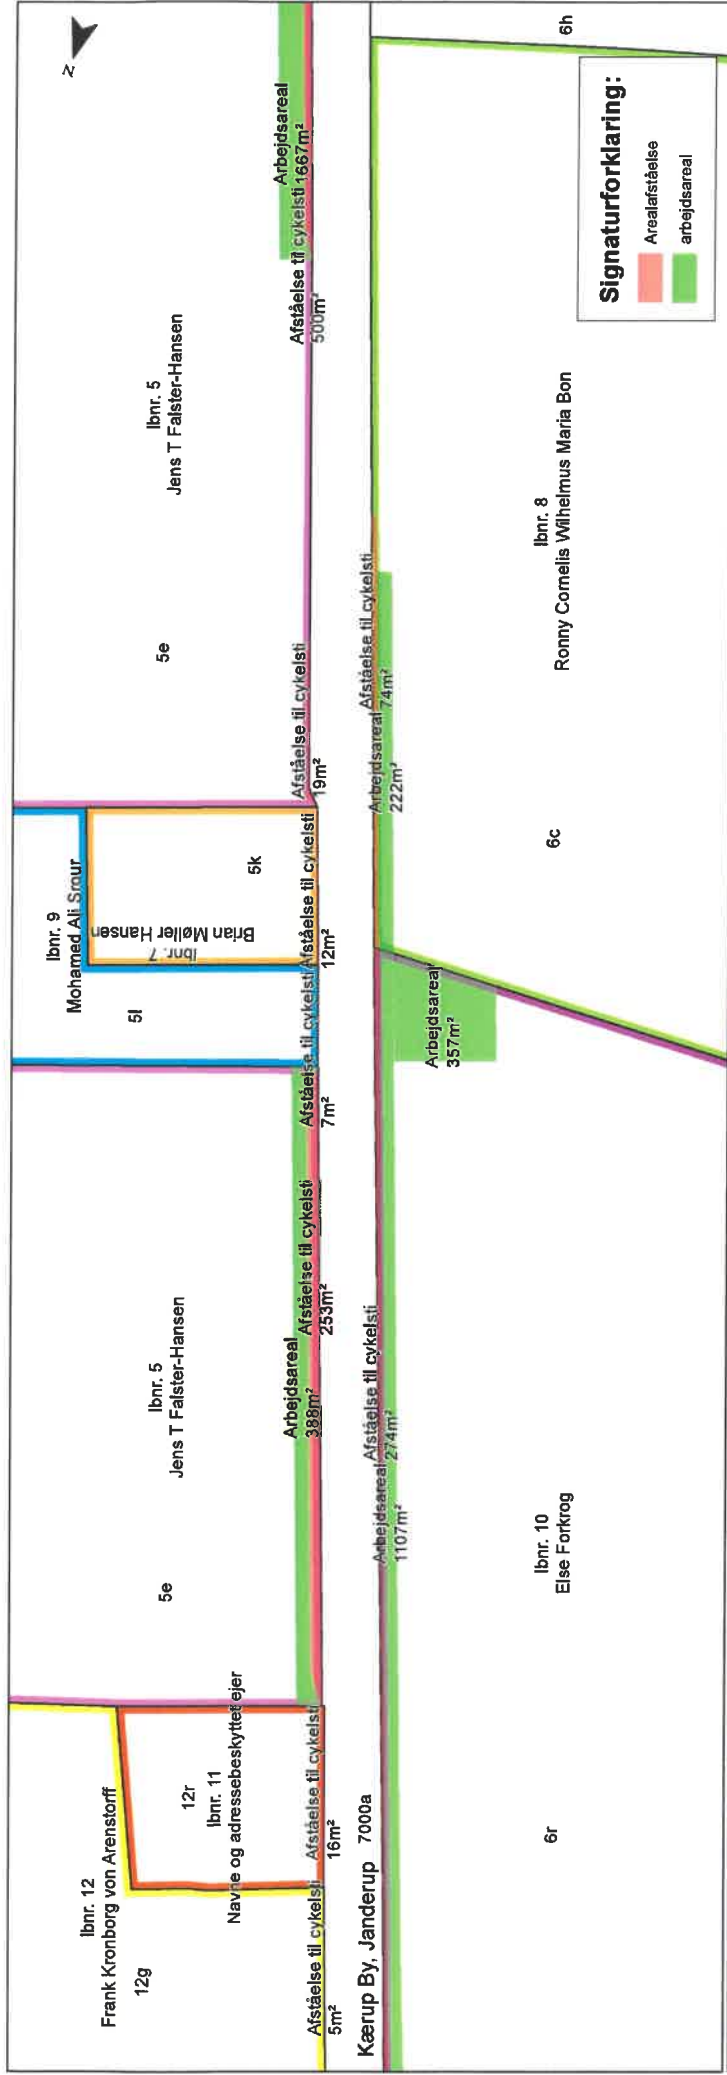 N
lbnr. 12
Frank Kronborg von Arenstorff
12g
12r
lbnr. 11
Navne og adressebeskyttet ejer
5e
lbnr. 5
Jens T Falster-Hansen
5l
lbnr. 9
Mohamed Ali Srour
lbnr. 7
Brian Møller Hansen
5k
5e
lbnr. 5
Jens T Falster-Hansen
Afståelse til cykelsti
5m²
Afståelse til cykelsti
16m²
Arbejdsareal
388m²
Afståelse til cykelsti
253m²
Afståelse til cykelsti
7m²
Afståelse til cykelsti
12m²
Afståelse til cykelsti
19m²
Afståelse til cykelsti
500m²
Arbejdsareal
1667m²
Kærup By, Janderup 7000a
Arbejdsareal
1107m²
Afståelse til cykelsti
274m²
Arbejdsareal
357m²
Arbejdsareal
222m²
Afståelse til cykelsti
74m²
6r
lbnr. 10
Else Forkrog
6c
lbnr. 8
Ronny Cornelis Wilhelmus Maria Bon
6h
Signaturforklaring:
Arealafståelse
arbejdsareal